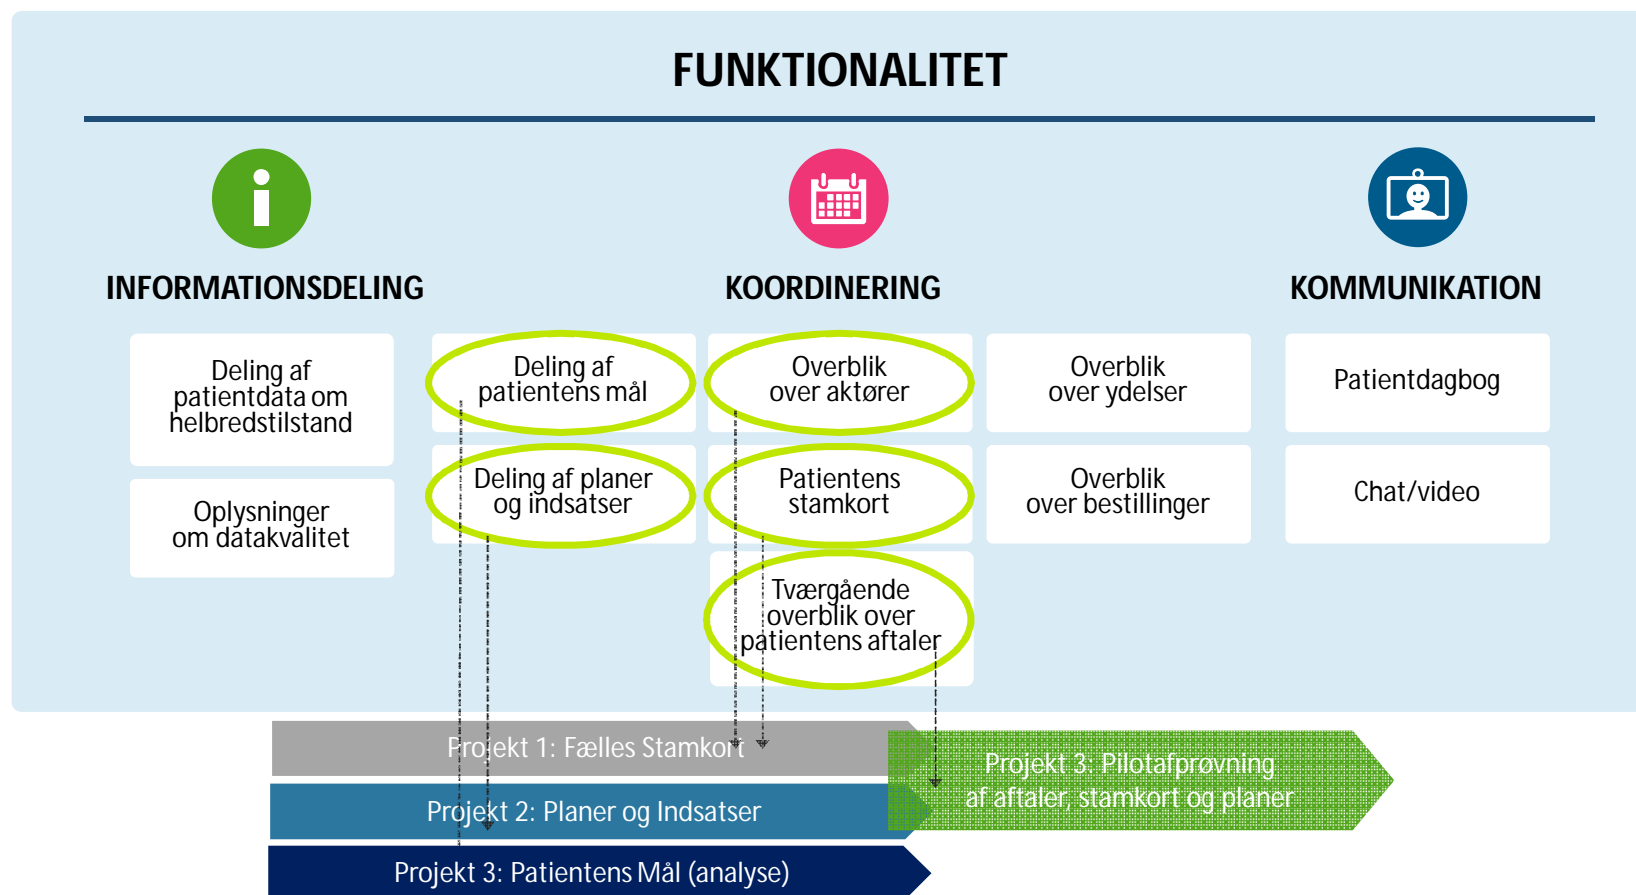 FUNKTIONALITET
INFORMATIONSDELING
KOORDINERING
KOMMUNIKATION
Deling af
patientdata om
helbredstilstand
Oplysninger
om datakvalitet
Deling af
patientens mål
Deling af planer
og indsatser
Overblik
over aktører
Patientens
stamkort
Tværgående
overblik over
patientens aftaler
Overblik
over ydelser
Overblik
over bestillinger
Patientdagbog
Chat/video
Projekt 1: Fælles Stamkort
Projekt 2: Planer og Indsatser
Projekt 3: Patientens Mål (analyse)
Projekt 3: Pilotafprøvning
af aftaler, stamkort og planer